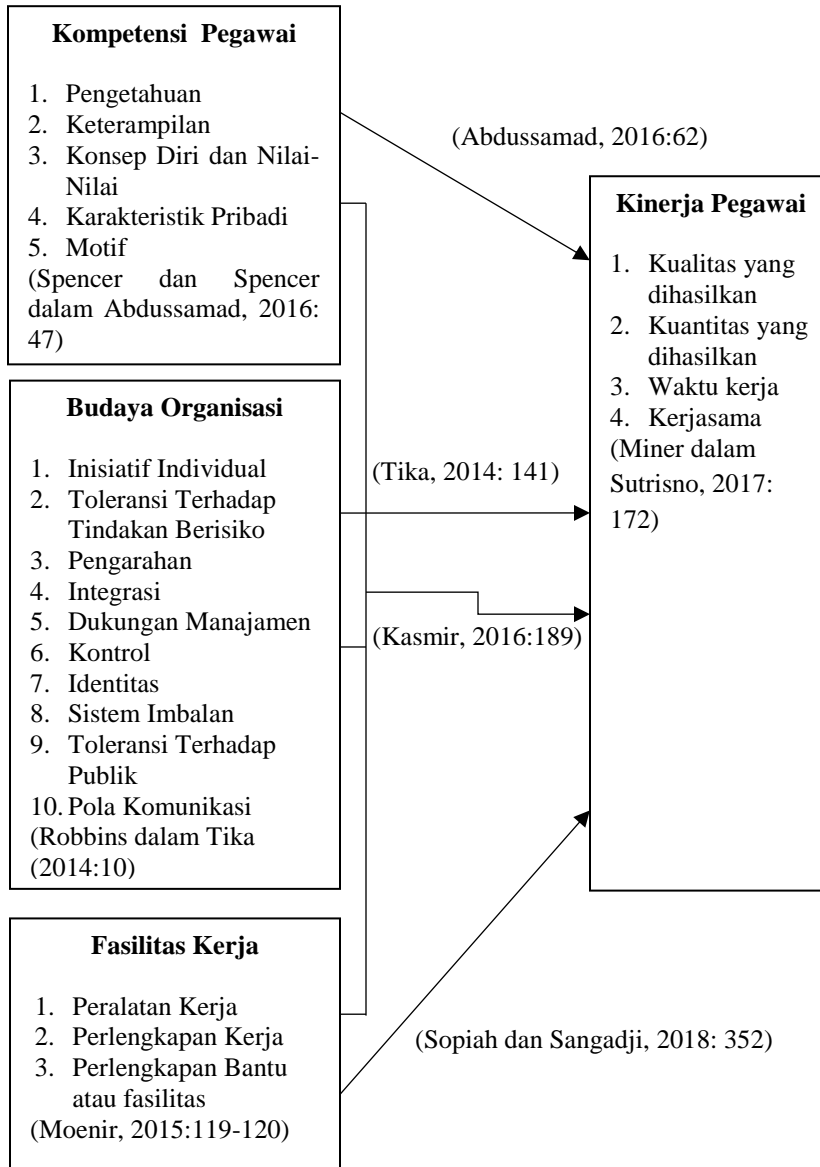 Kompetensi Pegawai
1. Pengetahuan
2. Keterampilan
3. Konsep Diri dan Nilai-
Nilai
4. Karakteristik Pribadi
5. Motif
(Spencer dan Spencer
dalam Abdussamad, 2016:
47)
Budaya Organisasi
1. Inisiatif Individual
2. Toleransi Terhadap
Tindakan Berisiko
3. Pengarahan
4. Integrasi
5. Dukungan Manajamen
6. Kontrol
7. Identitas
8. Sistem Imbalan
9. Toleransi Terhadap
Publik
10. Pola Komunikasi
(Robbins dalam Tika
(2014:10)
Fasilitas Kerja
1. Peralatan Kerja
2. Perlengkapan Kerja
3. Perlengkapan Bantu
atau fasilitas
(Moenir, 2015:119-120)
(Abdussamad, 2016:62)
(Tika, 2014: 141)
(Kasmir, 2016:189)
(Sopiah dan Sangadji, 2018: 352)
Kinerja Pegawai
1. Kualitas yang
dihasilkan
2. Kuantitas yang
dihasilkan
3. Waktu kerja
4. Kerjasama
(Miner dalam
Sutrisno, 2017:
172)